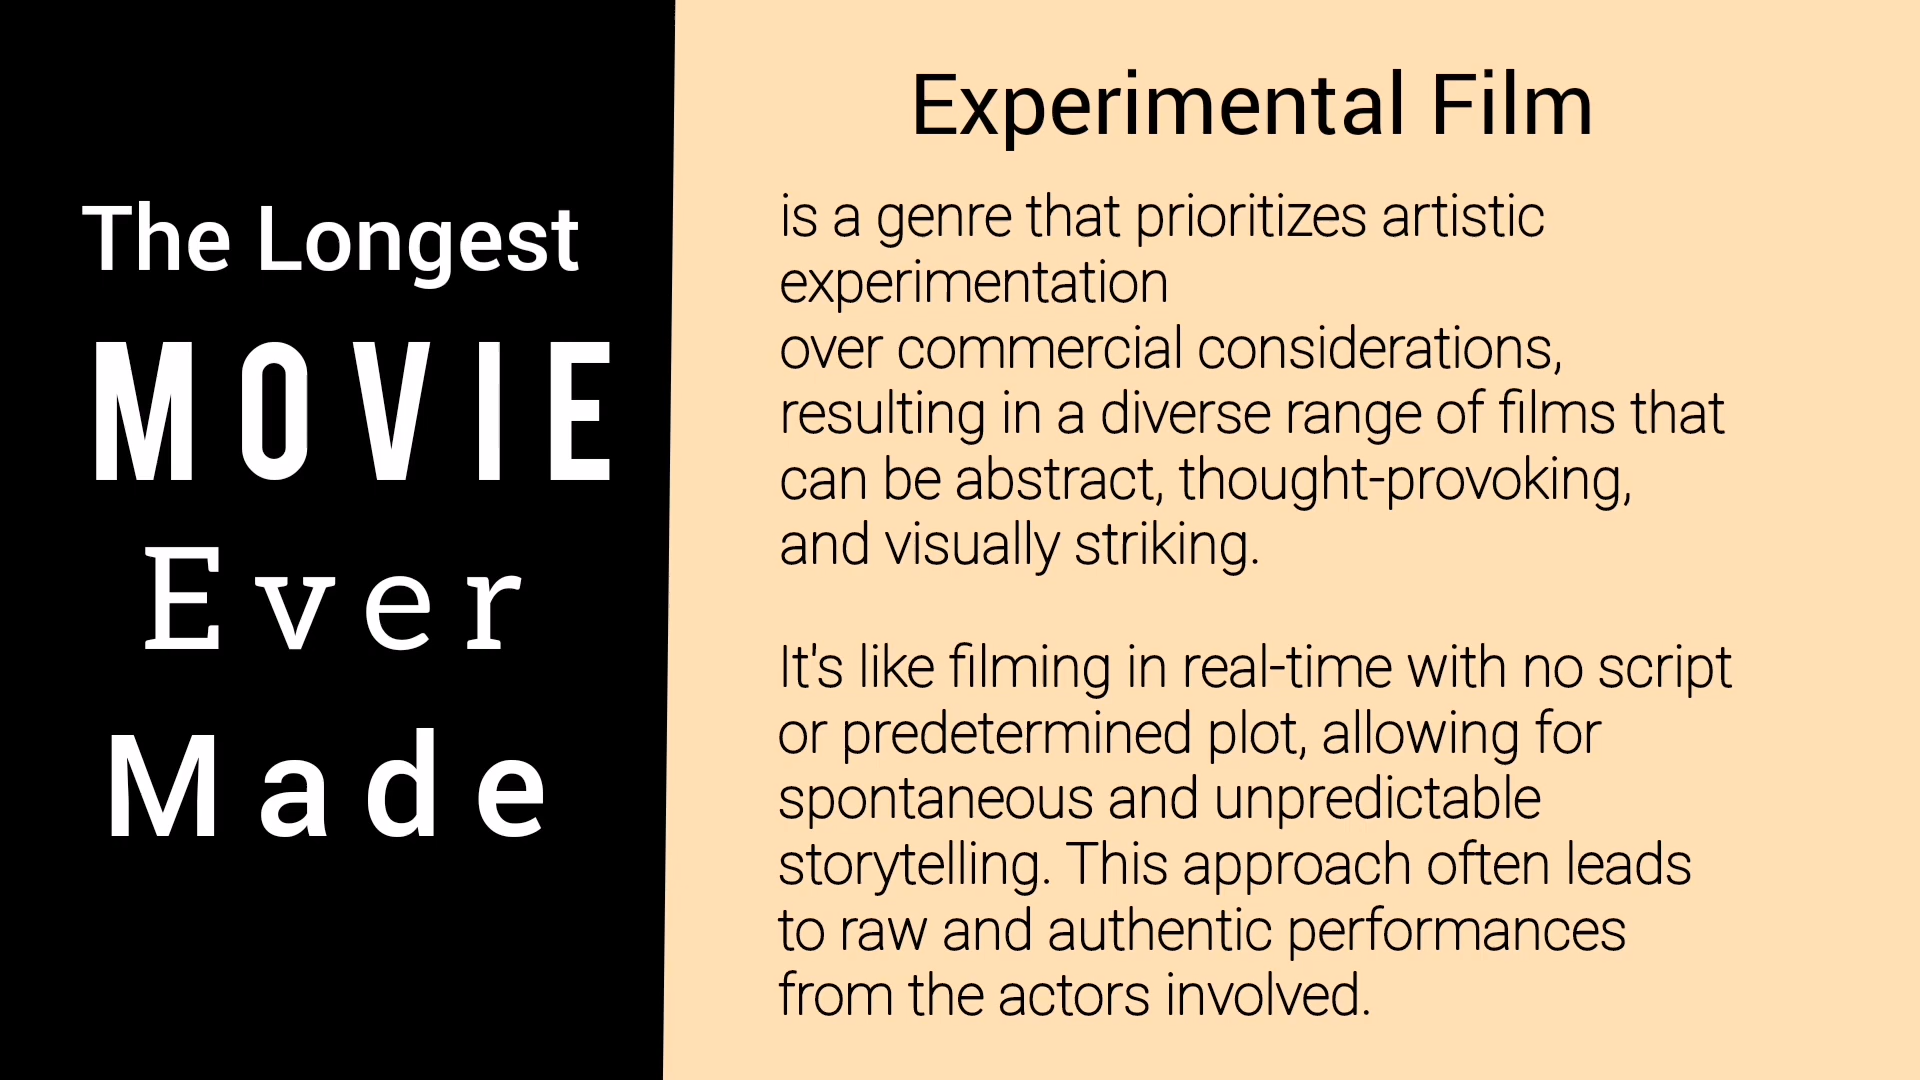 The Longest
MOVIE
Ever
Made
Experimental Film
is a genre that prioritizes artistic
experimentation
over commercial considerations,
resulting in a diverse range of films that
can be abstract, thought-provoking,
and visually striking.
It's like filming in real-time with no script
or predetermined plot, allowing for
spontaneous and unpredictable
storytelling. This approach often leads
to raw and authentic performances
from the actors involved.